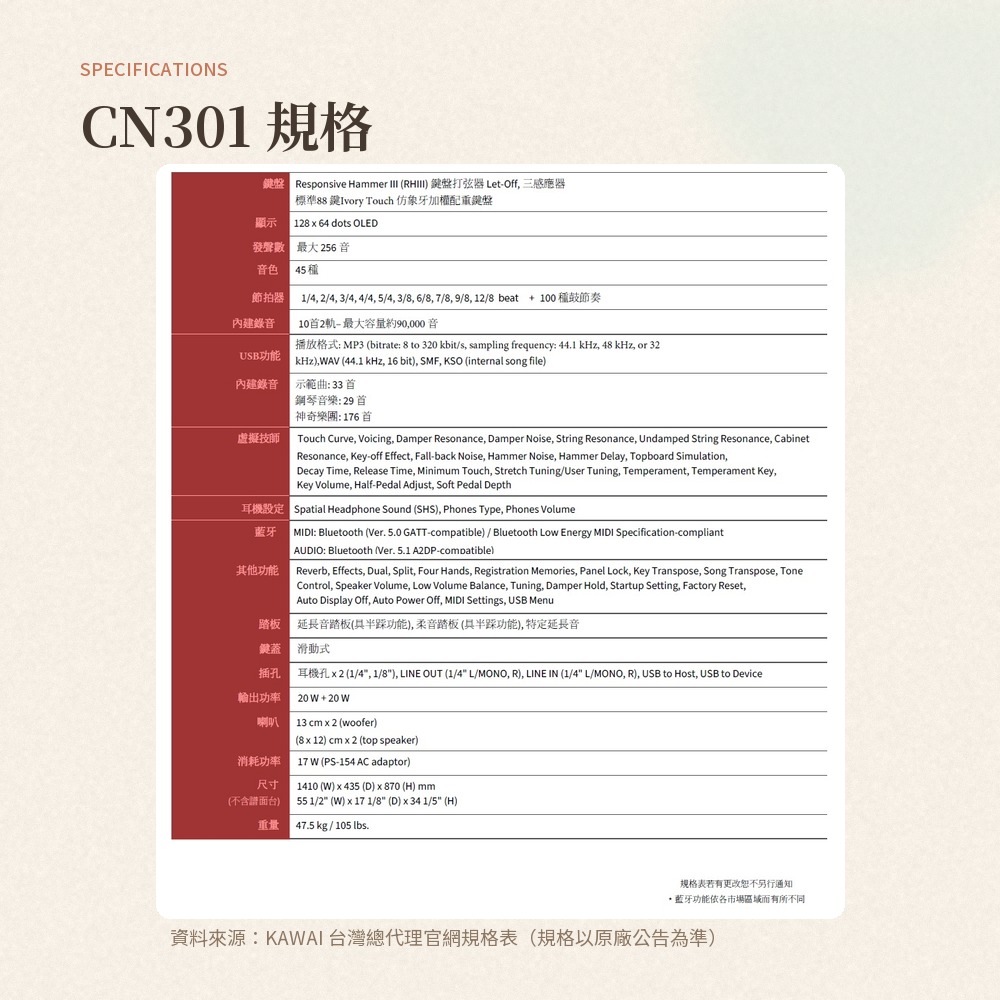 SPECIFICATIONS
CN301 規格
鍵盤 Responsive Hammer III (RHIII) 鍵盤打弦器 Let-Off, 三感應器
標準88 鍵Ivory Touch 仿象牙加權配重鍵盤
顯示 128 x 64 dots OLED
發聲數 最大 256 音
音色 45 種
節拍器 1/4, 2/4, 3/4, 4/4, 5/4, 3/8, 6/8, 7/8, 9/8, 12/8 beat + 100 種鼓節奏
內建錄音 10首2軌– 最大容量約90,000 音
USB功能 播放格式: MP3 (bitrate: 8 to 320 kbit/s, sampling frequency: 44.1 kHz, 48 kHz, or 32
kHz),WAV (44.1 kHz, 16 bit), SMF, KSO (internal song file)
內建錄音 示範曲: 33 首
鋼琴音樂: 29 首
神奇樂團: 176 首
虛擬技師 Touch Curve, Voicing, Damper Resonance, Damper Noise, String Resonance, Undamped String Resonance, Cabinet
Resonance, Key-off Effect, Fall-back Noise, Hammer Noise, Hammer Delay, Topboard Simulation,
Decay Time, Release Time, Minimum Touch, Stretch Tuning/User Tuning, Temperament, Temperament Key,
Key Volume, Half-Pedal Adjust, Soft Pedal Depth
耳機設定 Spatial Headphone Sound (SHS), Phones Type, Phones Volume
藍牙 MIDI: Bluetooth (Ver. 5.0 GATT-compatible) / Bluetooth Low Energy MIDI Specification-compliant
AUDIO: Bluetooth (Ver. 5.1 A2DP-compatible)
其他功能 Reverb, Effects, Dual, Split, Four Hands, Registration Memories, Panel Lock, Key Transpose, Song Transpose, Tone
Control, Speaker Volume, Low Volume Balance, Tuning, Damper Hold, Startup Setting, Factory Reset,
Auto Display Off, Auto Power Off, MIDI Settings, USB Menu
踏板 延長音踏板(具半踩功能), 柔音踏板 (具半踩功能), 特定延長音
鍵蓋 滑動式
插孔 耳機孔 x 2 (1/4", 1/8"), LINE OUT (1/4" L/MONO, R), LINE IN (1/4" L/MONO, R), USB to Host, USB to Device
輸出功率 20 W + 20 W
喇叭 13 cm x 2 (woofer)
(8 x 12) cm x 2 (top speaker)
消耗功率 17 W (PS-154 AC adaptor)
尺寸 1410 (W) x 435 (D) x 870 (H) mm
(不含譜面台) 55 1/2" (W) x 17 1/8" (D) x 34 1/5" (H)
重量 47.5 kg / 105 lbs.
規格表若有更改恕不另行通知
・藍牙功能依各市場區域而有所不同
資料來源：KAWAI 台灣總代理官網規格表（規格以原廠公告為準）